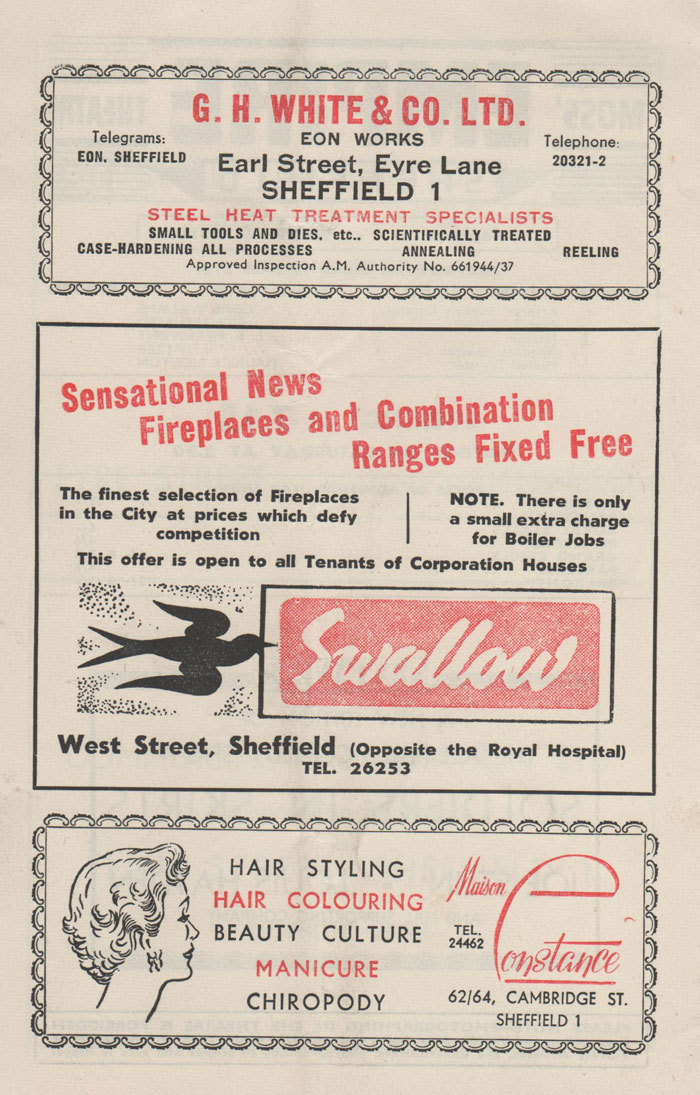 G. H. WHITE & CO. LTD.
Telegrams:
EON. SHEFFIELD
EON WORKS
Earl Street, Eyre Lane
SHEFFIELD 1
Telephone:
20321-2
STEEL HEAT TREATMENT SPECIALISTS
SMALL TOOLS AND DIES, etc.. SCIENTIFICALLY TREATED
CASE-HARDENING ALL PROCESSES ANNEALING REELING
Approved Inspection A.M. Authority No. 661944/37
Sensational News
Fireplaces and Combination
Ranges Fixed Free
The finest selection of Fireplaces
in the City at prices which defy
competition
NOTE. There is only
a small extra charge
for Boiler Jobs
This offer is open to all Tenants of Corporation Houses
Swallow
West Street, Sheffield (Opposite the Royal Hospital)
TEL. 26253
HAIR STYLING
HAIR COLOURING
BEAUTY CULTURE
MANICURE
CHIROPODY
Maison
Constance
TEL.
24462
62/64, CAMBRIDGE ST.
SHEFFIELD 1